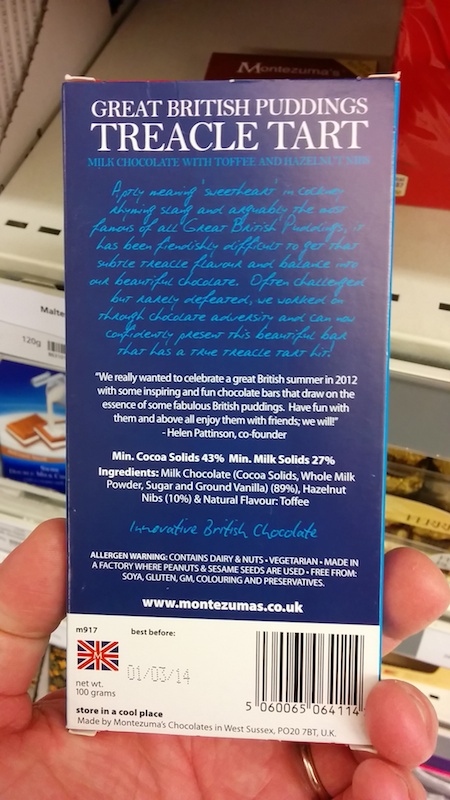 Montezuma's
GREAT BRITISH PUDDINGS
TREACLE TART
MILK CHOCOLATE WITH TOFFEE AND HAZELNUT NIBS
Aptly meaning 'sweetheart' in cockney
rhyming slang and arguably the most
famous of all Great British Puddings, it
has been fiendishly difficult to get that
subtle treacle flavour and balance into
our beautiful chocolate. Often challenged
but rarely defeated, we worked on
through chocolate adversity and can now
confidently present this beautiful bar
that has a true treacle tart hit!
"We really wanted to celebrate a great British summer in 2012
with some inspiring and fun chocolate bars that draw on the
essence of some fabulous British puddings. Have fun with
them and above all enjoy them with friends; we will!"
- Helen Pattinson, co-founder
Min. Cocoa Solids 43% Min. Milk Solids 27%
Ingredients: Milk Chocolate (Cocoa Solids, Whole Milk
Powder, Sugar and Ground Vanilla) (89%), Hazelnut
Nibs (10%) & Natural Flavour: Toffee
Innovative British Chocolate
ALLERGEN WARNING: CONTAINS DAIRY & NUTS • VEGETARIAN • MADE IN
A FACTORY WHERE PEANUTS & SESAME SEEDS ARE USED • FREE FROM:
SOYA, GLUTEN, GM, COLOURING AND PRESERVATIVES.
www.montezumas.co.uk
m917
best before:
01/03/14
M
net wt.
100 grams
5 060065 064114
store in a cool place
Made by Montezuma's Chocolates in West Sussex, PO20 7BT, U.K.
Malte
120g